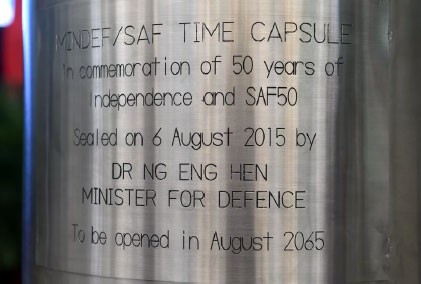 MINDEF/SAF TIME CAPSULE
In commemoration of 50 years of
Independence and SAF50
Sealed on 6 August 2015 by
DR NG ENG HEN
MINISTER FOR DEFENCE
To be opened in August 2065